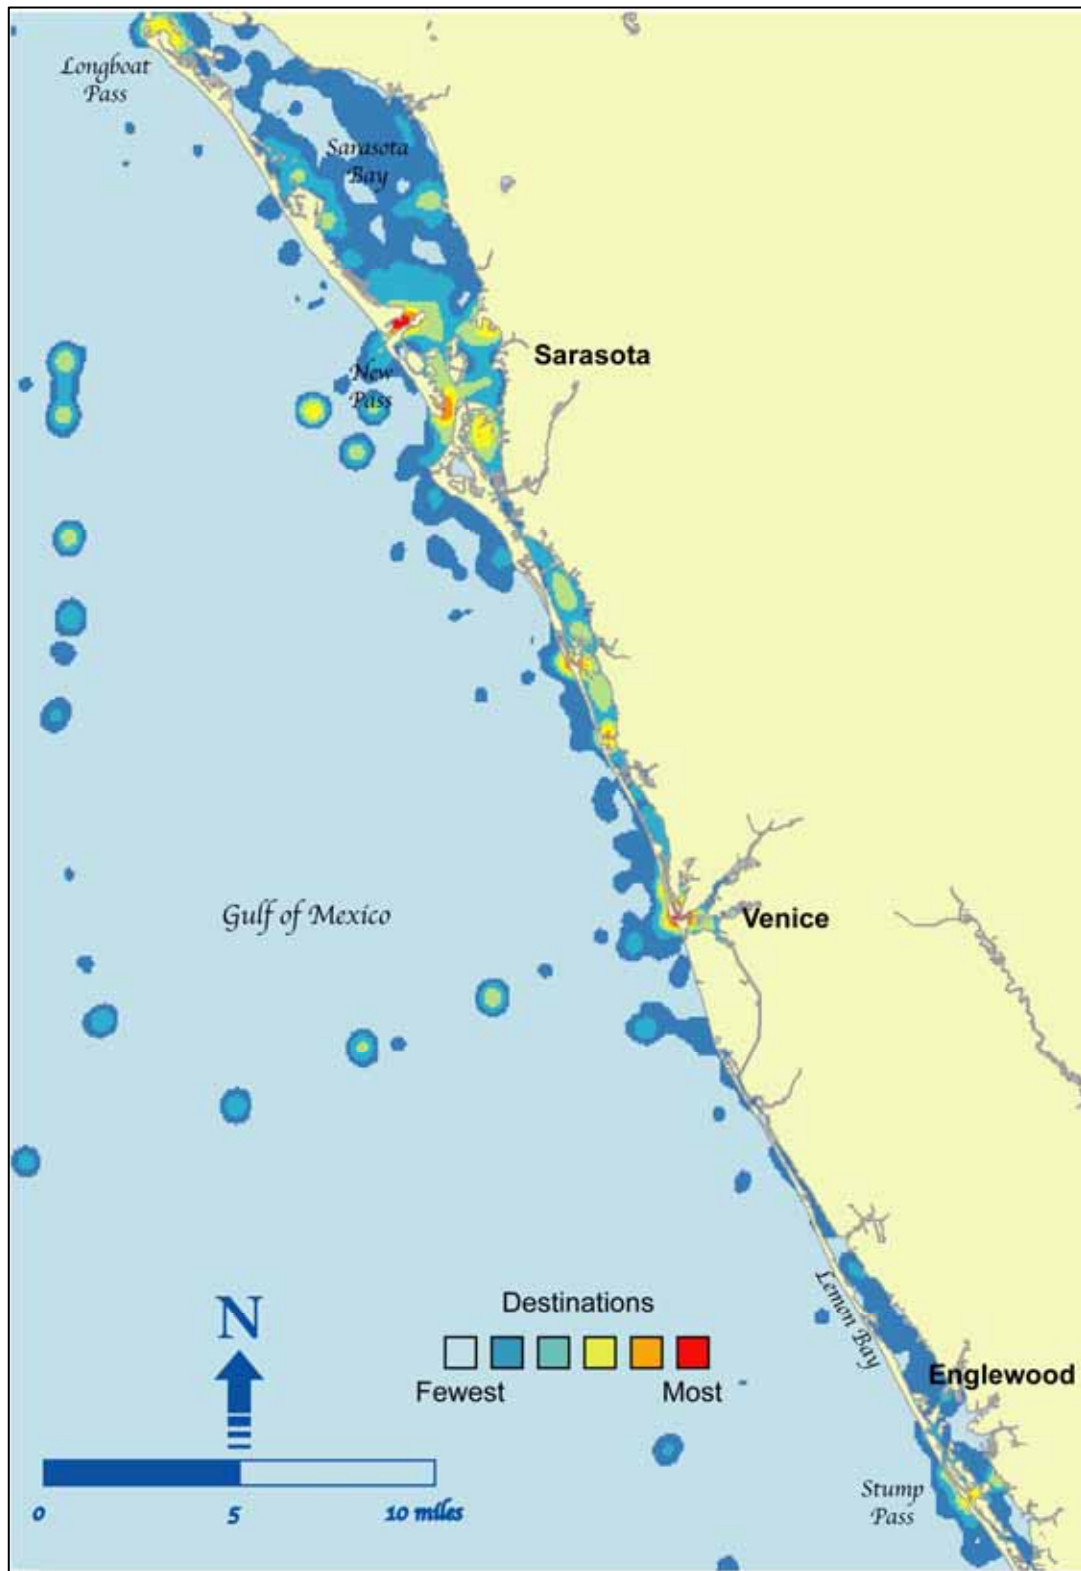 Longboat
Pass
Sarasota
Bay
Sarasota
New
Pass
Gulf of Mexico
Venice
Lemon Bay
Englewood
Stump
Pass
N
Destinations
Fewest
Most
0
5
10 miles